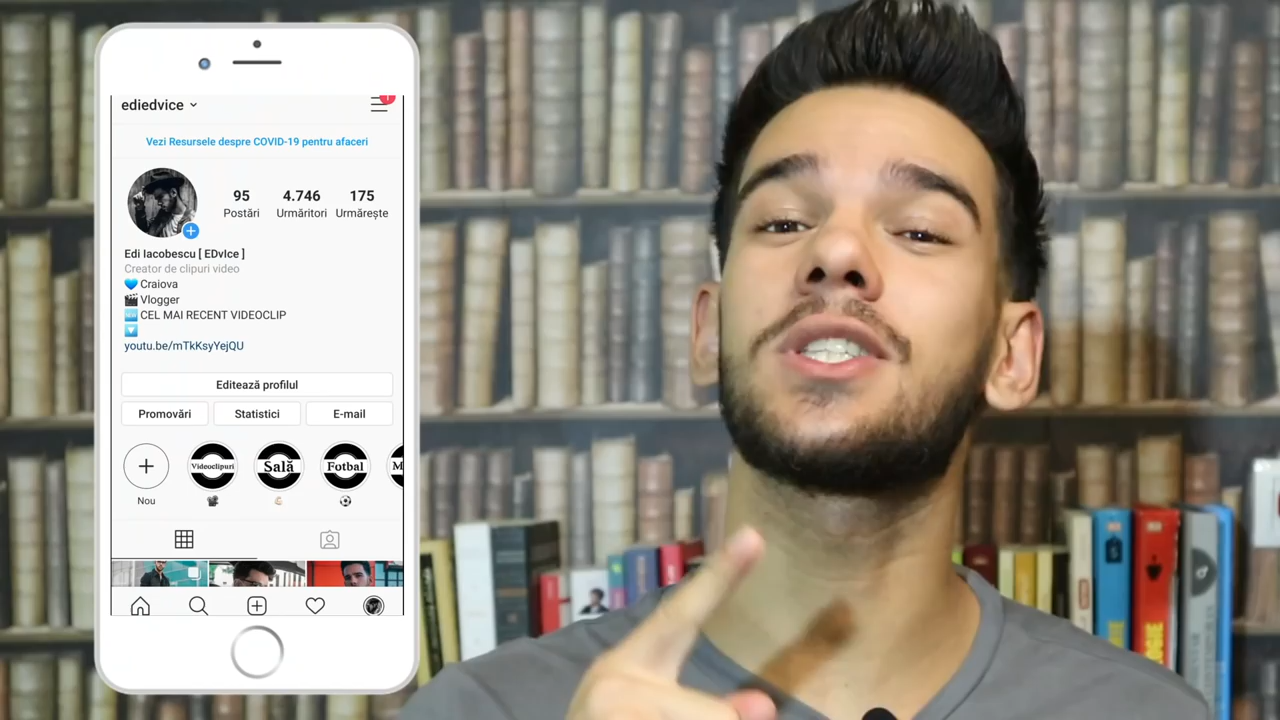 ediedvice
1
Vezi Resursele despre COVID-19 pentru afaceri
95 4.746 175
Postări Urmăritori Urmărește
Edi Iacobescu [ EDvIce ]
Creator de clipuri video
💙 Craiova
🎬 Vlogger
🆕 CEL MAI RECENT VIDEOCLIP
🔽
youtu.be/mTkKsyYejQU
Editează profilul
Promovări Statistici E-mail
Videoclipuri Sală Fotbal M
Nou